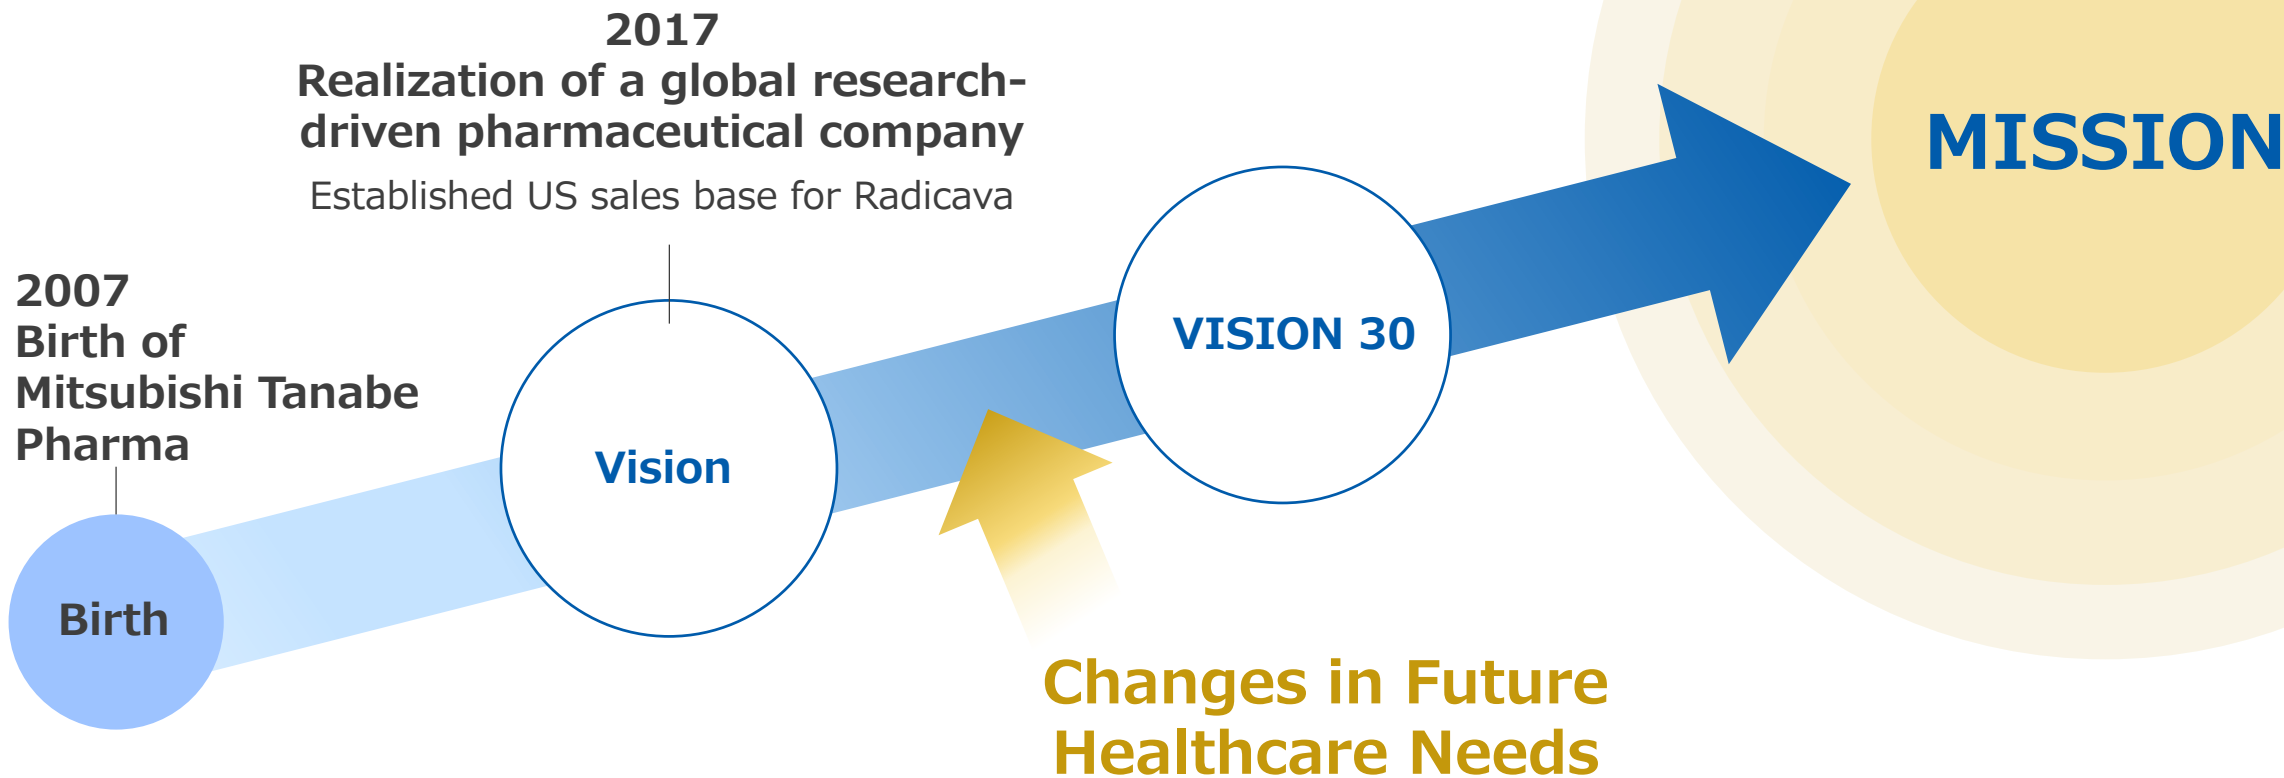 2017
Realization of a global research-
driven pharmaceutical company
Established US sales base for Radicava
MISSION
2007
Birth of
Mitsubishi Tanabe
Pharma
VISION 30
Vision
Birth
Changes in Future
Healthcare Needs